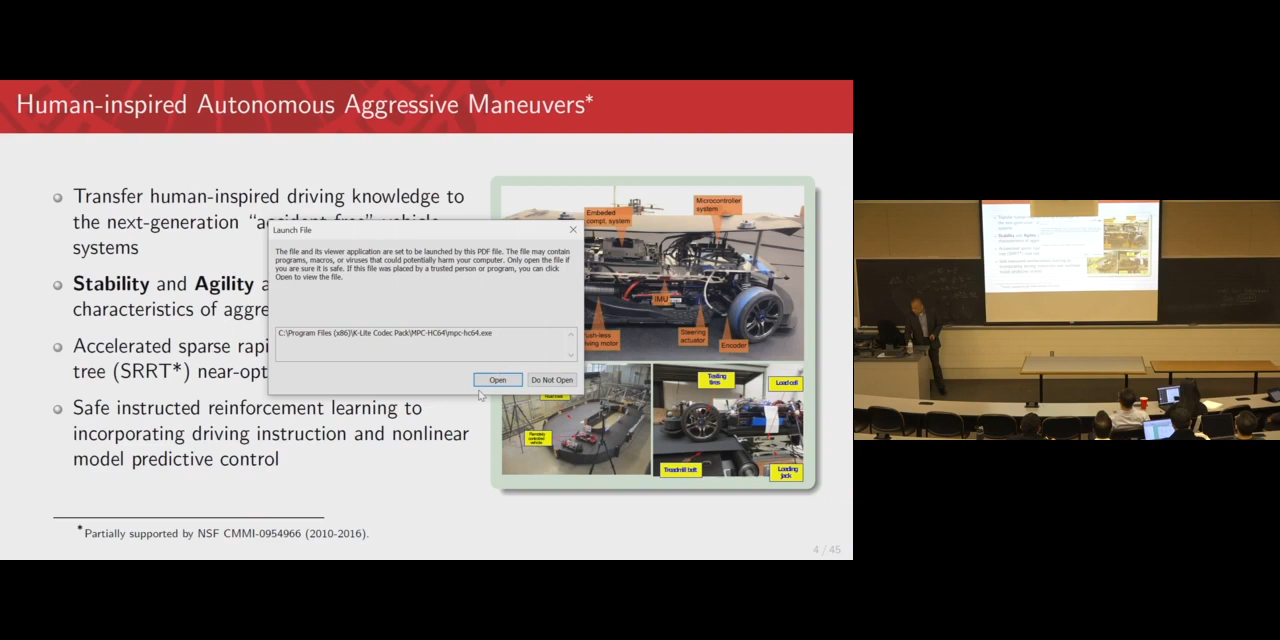 Human-inspired Autonomous Aggressive Maneuvers*
Transfer human-inspired driving knowledge to
the next-generation
systems
Stability and Agility
characteristics of
Accelerated sparse
tree (SRRT*)
Safe instructed reinforcement learning to
incorporating driving instruction and nonlinear
model predictive control
Launch File
The file and its viewer application are set to be launched by this PDF file. The file may contain
programs, macros, or viruses that could potentially harm your computer. Only open the file if
you are sure it is safe. If this file was placed by a trusted person or program, you can click
Open to view the file.
C:\Program Files (x86)\K-Lite Codec Pack\MPC-HC64\mpc-hc64.exe
Open
Do Not Open
Embeded
compt. system
Microcontroller
system
IMU
Steering
actuator
Encoder
Remotely
controlled
vehicle
Testing
tires
Load cell
Treadmill belt
Loading
jack
*Partially supported by NSF CMMI-0954966 (2010-2016).
4 / 45